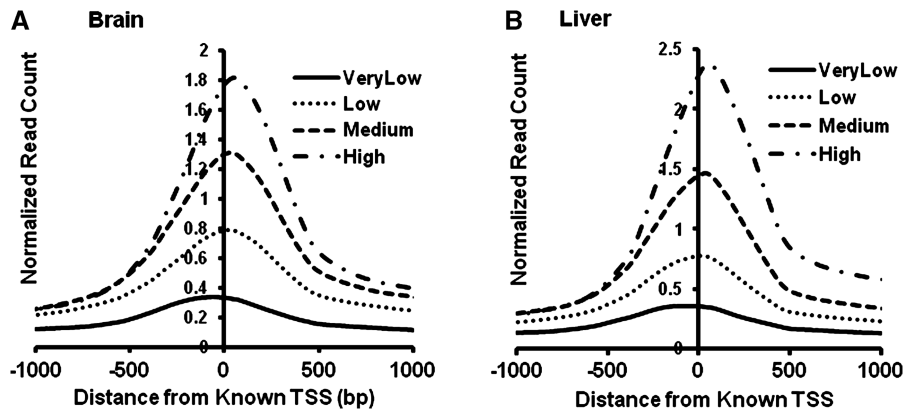 A Brain
Normalized Read Count
2
1.8
1.6
1.4
1.2
1
0.8
0.6
0.4
0.2
0
-1000 -500 0 500 1000
Distance from Known TSS (bp)
VeryLow
Low
Medium
High
B Liver
Normalized Read Count
2.5
2
1.5
1
0.5
0
-1000 -500 0 500 1000
Distance from Known TSS
VeryLow
Low
Medium
High